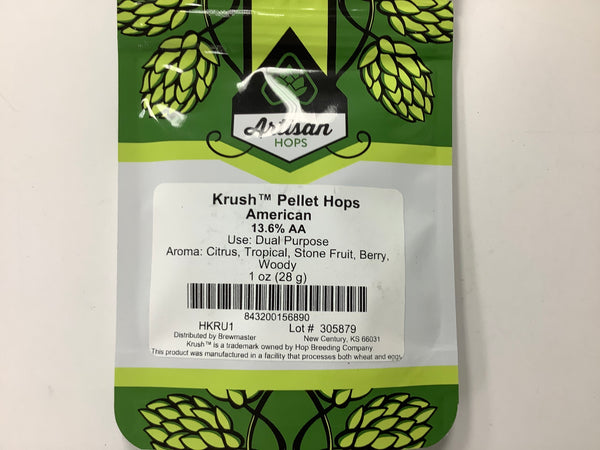 Artisan
HOPS
Krush™ Pellet Hops
American
13.6% AA
Use: Dual Purpose
Aroma: Citrus, Tropical, Stone Fruit, Berry,
Woody
1 oz (28 g)
843200156890
HKRU1 Lot # 305879
Distributed by Brewmaster New Century, KS 66031
Krush™ is a trademark owned by Hop Breeding Company
This product was manufactured in a facility that processes both wheat and eggs